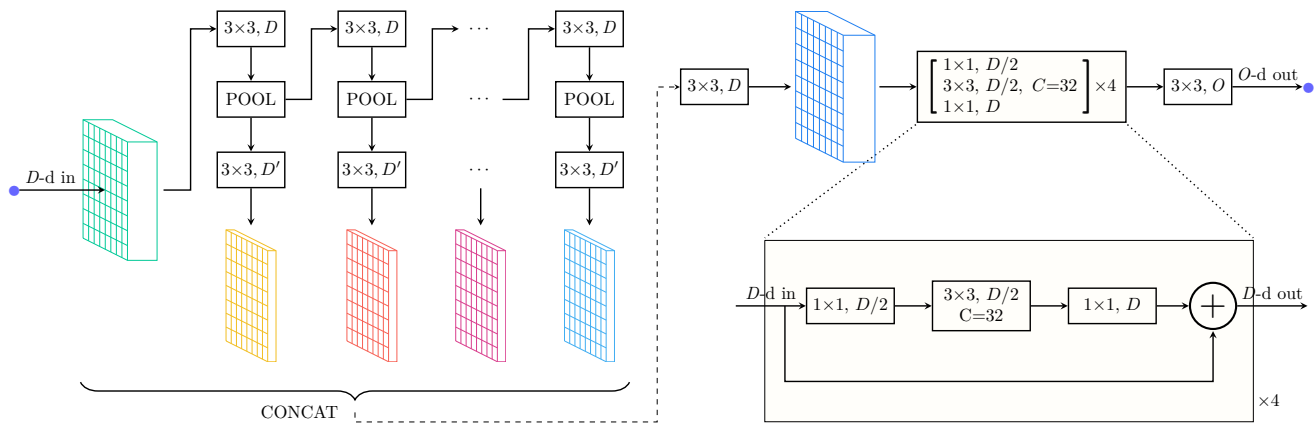 3×3, D
3×3, D
···
3×3, D
POOL
POOL
···
POOL
3×3, D′
3×3, D′
···
3×3, D′
D-d in
CONCAT
3×3, D
1×1, D/2
3×3, D/2, C=32
1×1, D
×4
3×3, O
O-d out
D-d in
1×1, D/2
3×3, D/2
C=32
1×1, D
+
D-d out
×4